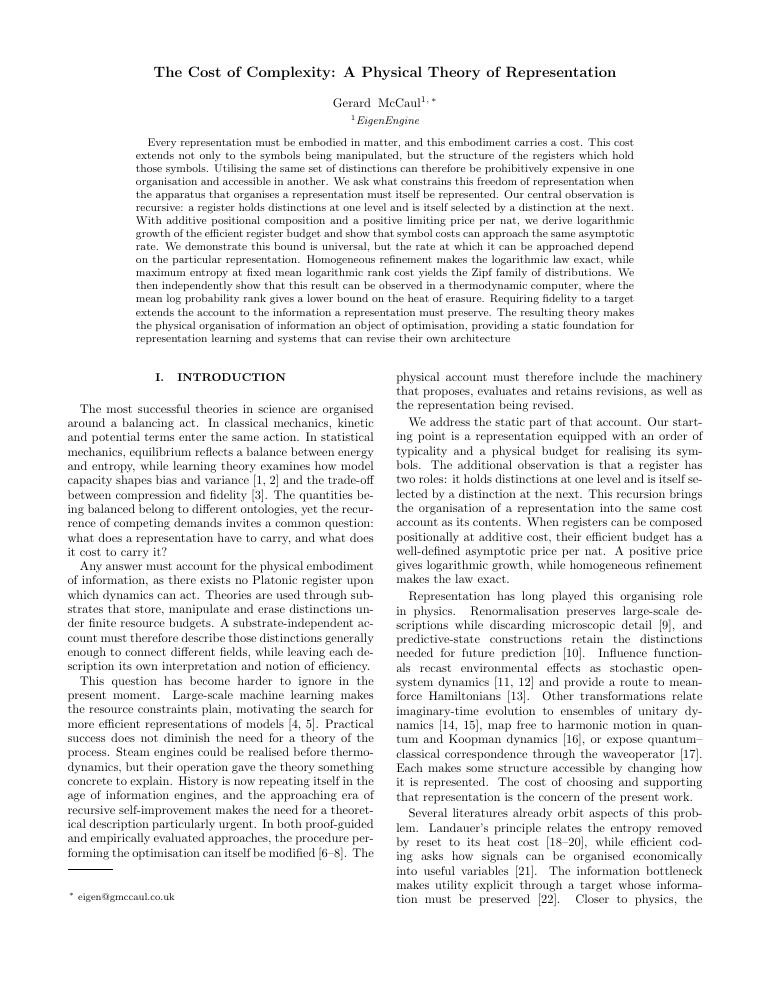 The Cost of Complexity: A Physical Theory of Representation
Gerard McCaul1, *
1EigenEngine
Every representation must be embodied in matter, and this embodiment carries a cost. This cost
extends not only to the symbols being manipulated, but the structure of the registers which hold
those symbols. Utilising the same set of distinctions can therefore be prohibitively expensive in one
organisation and accessible in another. We ask what constrains this freedom of representation when
the apparatus that organises a representation must itself be represented. Our central observation is
recursive: a register holds distinctions at one level and is itself selected by a distinction at the next.
With additive positional composition and a positive limiting price per nat, we derive logarithmic
growth of the efficient register budget and show that symbol costs can approach the same asymptotic
rate. We demonstrate this bound is universal, but the rate at which it can be approached depend
on the particular representation. Homogeneous refinement makes the logarithmic law exact, while
maximum entropy at fixed mean logarithmic rank cost yields the Zipf family of distributions. We
then independently show that this result can be observed in a thermodynamic computer, where the
mean log probability rank gives a lower bound on the heat of erasure. Requiring fidelity to a target
extends the account to the information a representation must preserve. The resulting theory makes
the physical organisation of information an object of optimisation, providing a static foundation for
representation learning and systems that can revise their own architecture
I. INTRODUCTION
The most successful theories in science are organised
around a balancing act. In classical mechanics, kinetic
and potential terms enter the same action. In statistical
mechanics, equilibrium reflects a balance between energy
and entropy, while learning theory examines how model
capacity shapes bias and variance [1, 2] and the trade-off
between compression and fidelity [3]. The quantities be-
ing balanced belong to different ontologies, yet the recur-
rence of competing demands invites a common question:
what does a representation have to carry, and what does
it cost to carry it?
Any answer must account for the physical embodiment
of information, as there exists no Platonic register upon
which dynamics can act. Theories are used through sub-
strates that store, manipulate and erase distinctions un-
der finite resource budgets. A substrate-independent ac-
count must therefore describe those distinctions generally
enough to connect different fields, while leaving each de-
scription its own interpretation and notion of efficiency.
This question has become harder to ignore in the
present moment. Large-scale machine learning makes
the resource constraints plain, motivating the search for
more efficient representations of models [4, 5]. Practical
success does not diminish the need for a theory of the
process. Steam engines could be realised before thermo-
dynamics, but their operation gave the theory something
concrete to explain. History is now repeating itself in the
age of information engines, and the approaching era of
recursive self-improvement makes the need for a theoret-
ical description particularly urgent. In both proof-guided
and empirically evaluated approaches, the procedure per-
forming the optimisation can itself be modified [6–8]. The
* eigen@gmccaul.co.uk
physical account must therefore include the machinery
that proposes, evaluates and retains revisions, as well as
the representation being revised.
We address the static part of that account. Our start-
ing point is a representation equipped with an order of
typicality and a physical budget for realising its sym-
bols. The additional observation is that a register has
two roles: it holds distinctions at one level and is itself se-
lected by a distinction at the next. This recursion brings
the organisation of a representation into the same cost
account as its contents. When registers can be composed
positionally at additive cost, their efficient budget has a
well-defined asymptotic price per nat. A positive price
gives logarithmic growth, while homogeneous refinement
makes the law exact.
Representation has long played this organising role
in physics. Renormalisation preserves large-scale de-
scriptions while discarding microscopic detail [9], and
predictive-state constructions retain the distinctions
needed for future prediction [10]. Influence function-
als recast environmental effects as stochastic open-
system dynamics [11, 12] and provide a route to mean-
force Hamiltonians [13]. Other transformations relate
imaginary-time evolution to ensembles of unitary dy-
namics [14, 15], map free to harmonic motion in quan-
tum and Koopman dynamics [16], or expose quantum–
classical correspondence through the waveoperator [17].
Each makes some structure accessible by changing how
it is represented. The cost of choosing and supporting
that representation is the concern of the present work.
Several literatures already orbit aspects of this prob-
lem. Landauer's principle relates the entropy removed
by reset to its heat cost [18–20], while efficient cod-
ing asks how signals can be organised economically
into useful variables [21]. The information bottleneck
makes utility explicit through a target whose informa-
tion must be preserved [22]. Closer to physics, the